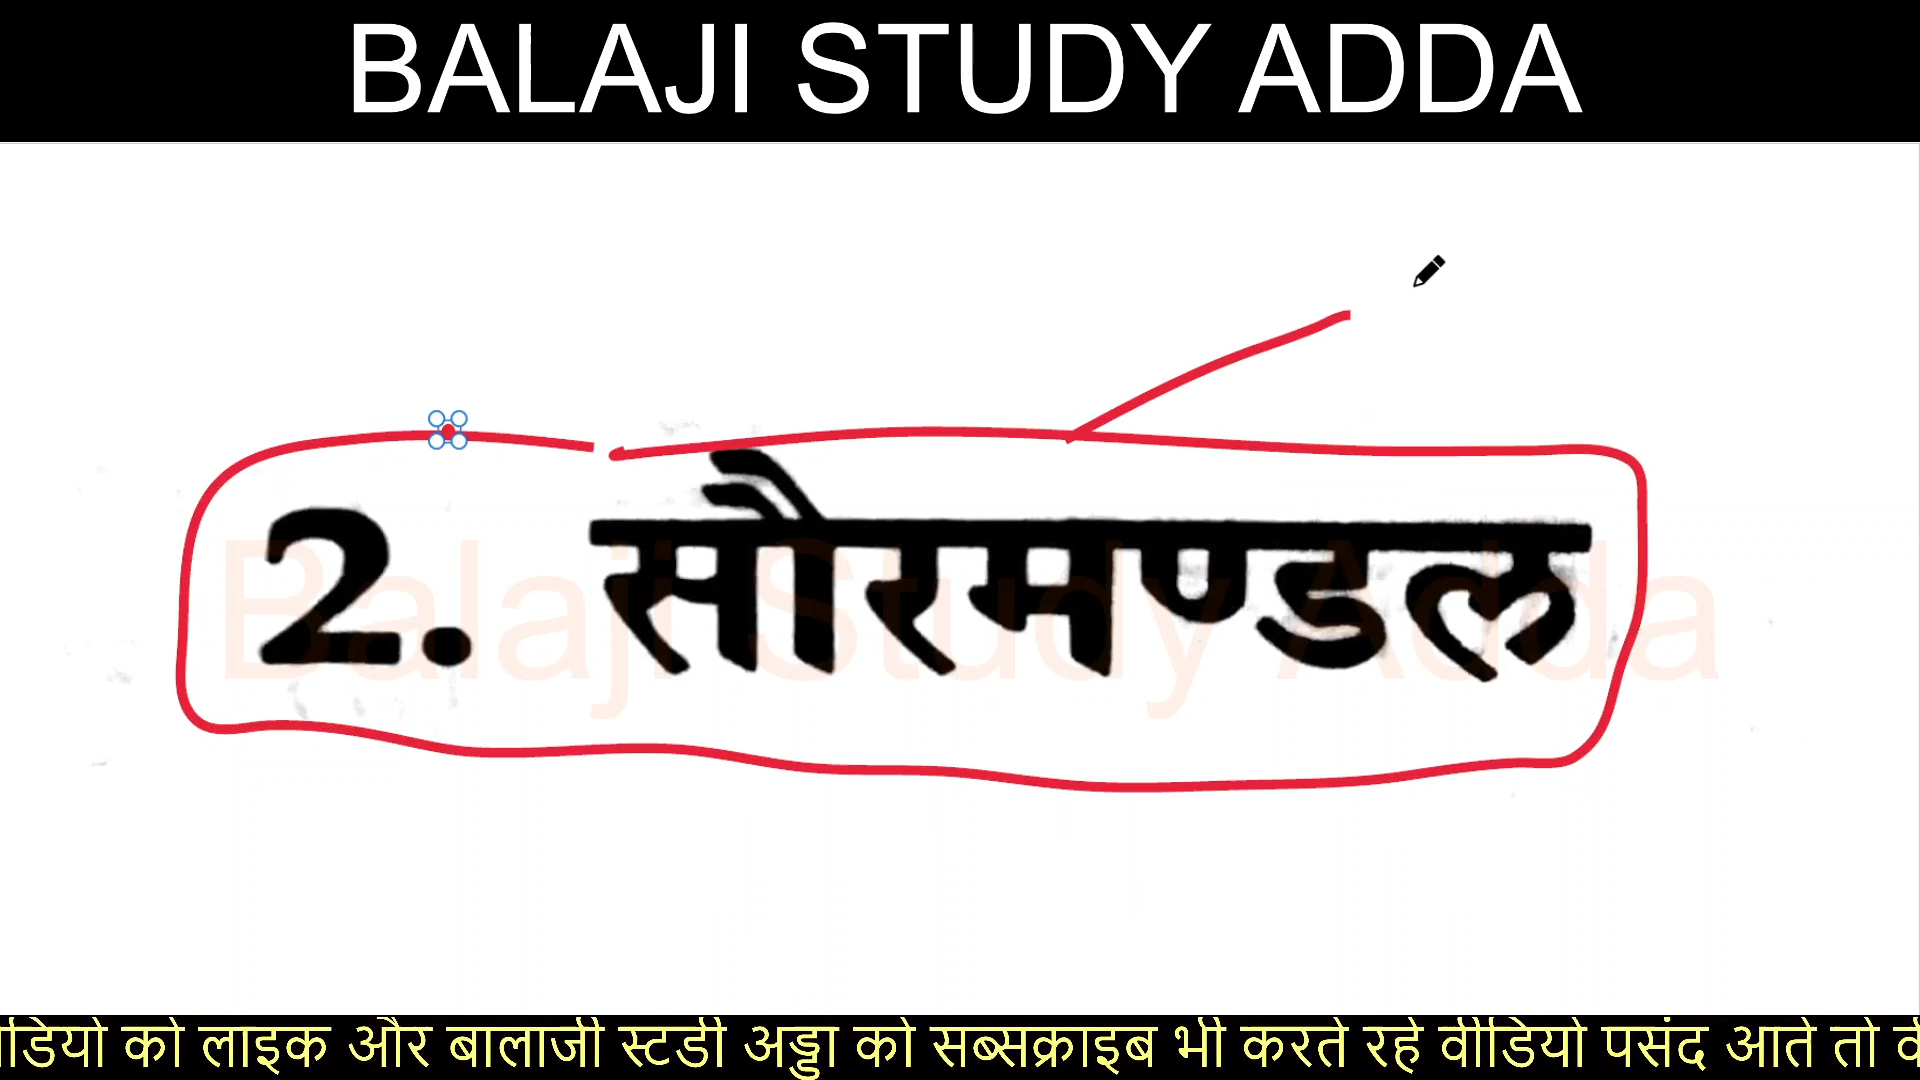 BALAJI STUDY ADDA
2. सौरमण्डल
Balaji Study Adda
को लाइक और बालाजी स्टडी अड्डा को सब्सक्राइब भी करते रहे वीडियो पसंद आते तो